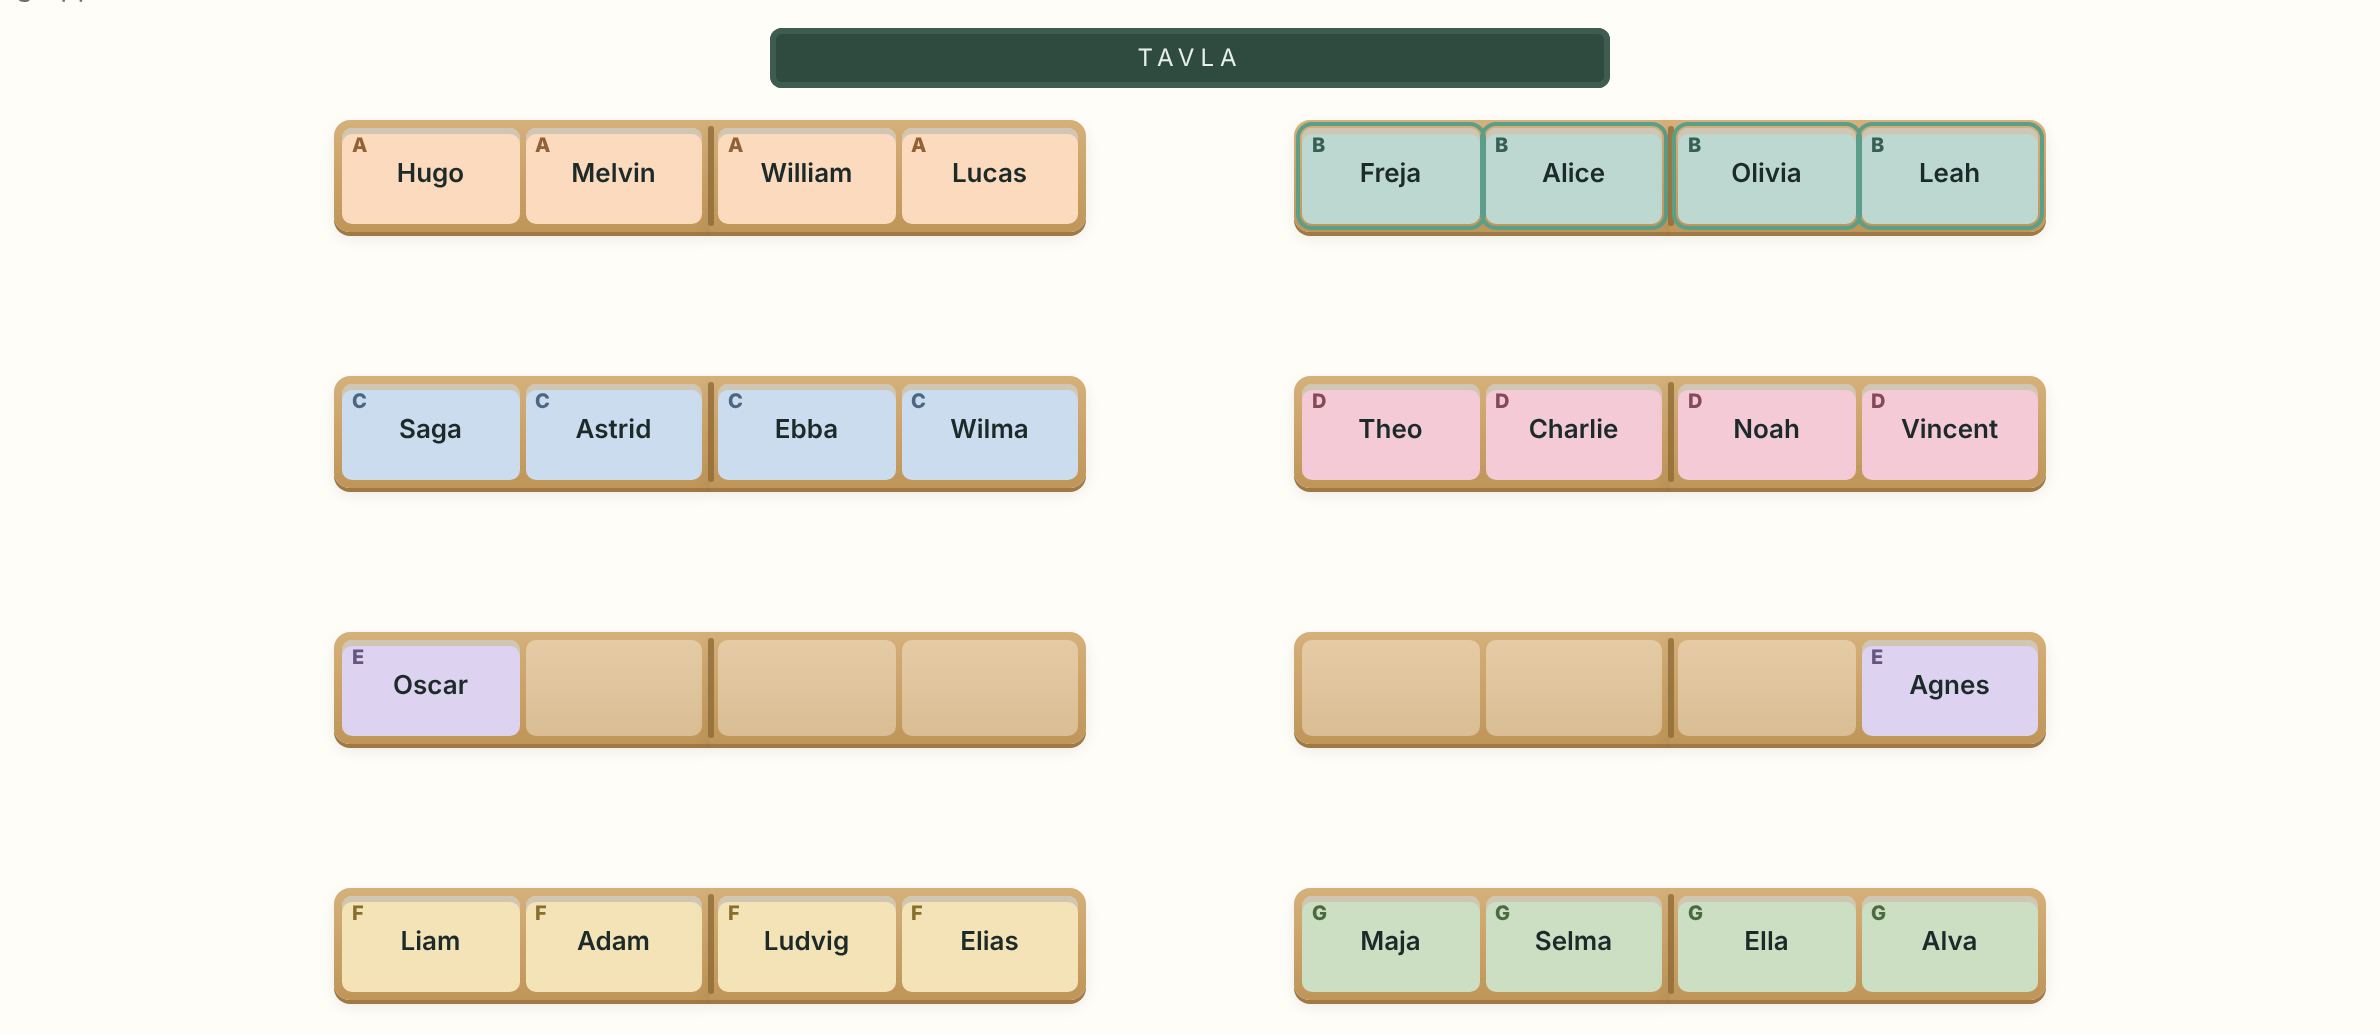 TAVLA
A A A A B B B B
Hugo Melvin William Lucas Freja Alice Olivia Leah
C C C C D D D D
Saga Astrid Ebba Wilma Theo Charlie Noah Vincent
E E
Oscar Agnes
F F F F G G G G
Liam Adam Ludvig Elias Maja Selma Ella Alva